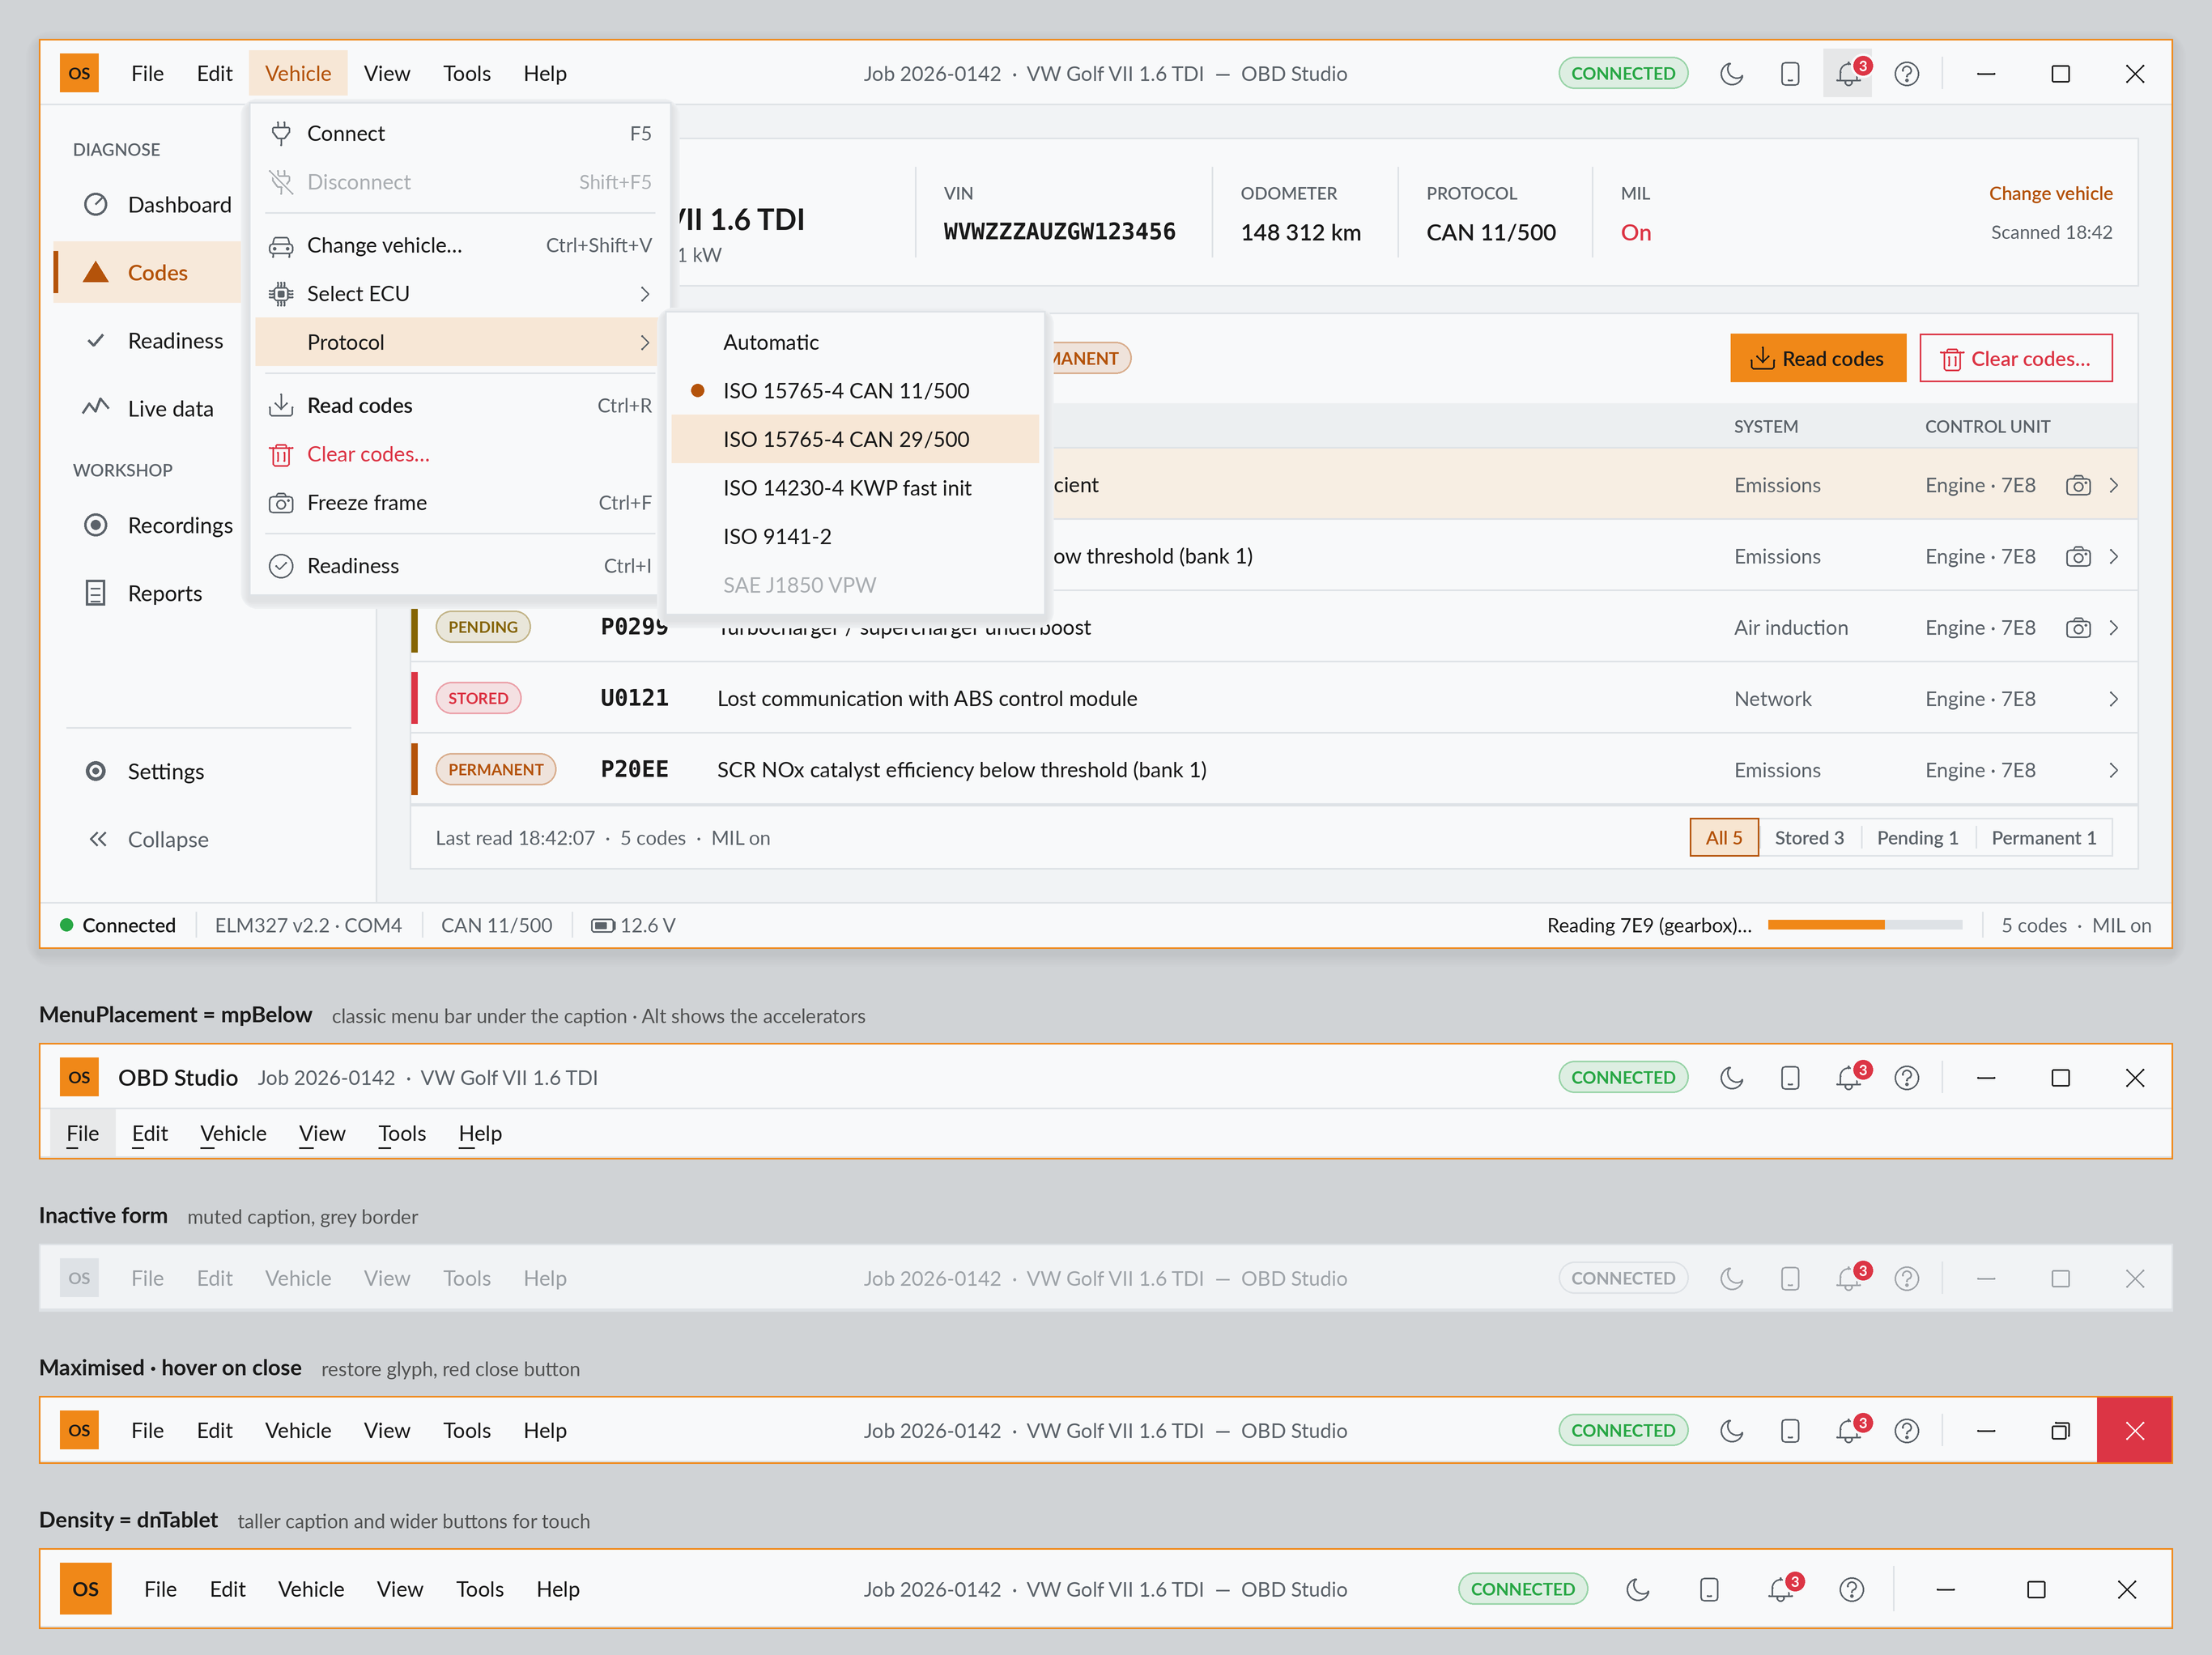 OS File Edit Vehicle View Tools Help Job 2026-0142 · VW Golf VII 1.6 TDI — OBD Studio CONNECTED 3
DIAGNOSE
Dashboard
Codes
Readiness
Live data
WORKSHOP
Recordings
Reports
Settings
Collapse
Connect F5
Disconnect Shift+F5
Change vehicle... Ctrl+Shift+V
Select ECU
Protocol
Read codes Ctrl+R
Clear codes...
Freeze frame Ctrl+F
Readiness Ctrl+I
Automatic
ISO 15765-4 CAN 11/500
ISO 15765-4 CAN 29/500
ISO 14230-4 KWP fast init
ISO 9141-2
SAE J1850 VPW
VII 1.6 TDI
1 kW
VIN
WVWZZZAUZGW123456
ODOMETER
148 312 km
PROTOCOL
CAN 11/500
MIL
On
Change vehicle
Scanned 18:42
MANENT
Read codes
Clear codes...
SYSTEM CONTROL UNIT
cient Emissions Engine · 7E8
ow threshold (bank 1) Emissions Engine · 7E8
PENDING P0299 Turbocharger / supercharger underboost Air induction Engine · 7E8
STORED U0121 Lost communication with ABS control module Network Engine · 7E8
PERMANENT P20EE SCR NOx catalyst efficiency below threshold (bank 1) Emissions Engine · 7E8
Last read 18:42:07 · 5 codes · MIL on All 5 Stored 3 Pending 1 Permanent 1
Connected ELM327 v2.2 · COM4 CAN 11/500 12.6 V Reading 7E9 (gearbox)... 5 codes · MIL on
MenuPlacement = mpBelow classic menu bar under the caption · Alt shows the accelerators
OS OBD Studio Job 2026-0142 · VW Golf VII 1.6 TDI CONNECTED 3
File Edit Vehicle View Tools Help
Inactive form muted caption, grey border
OS File Edit Vehicle View Tools Help Job 2026-0142 · VW Golf VII 1.6 TDI — OBD Studio CONNECTED 3
Maximised · hover on close restore glyph, red close button
OS File Edit Vehicle View Tools Help Job 2026-0142 · VW Golf VII 1.6 TDI — OBD Studio CONNECTED 3
Density = dnTablet taller caption and wider buttons for touch
OS File Edit Vehicle View Tools Help Job 2026-0142 · VW Golf VII 1.6 TDI — OBD Studio CONNECTED 3